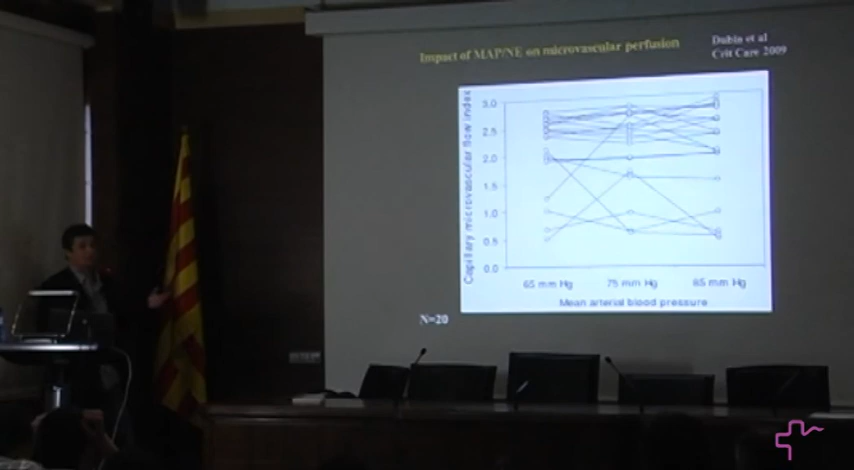 Impact of MAP/NE on microvascular perfusion
Dubin et al
Crit Care 2009
Capillary microvascular flow index
3.0
2.5
2.0
1.5
1.0
0.5
0.0
65 mm Hg 75 mm Hg 85 mm Hg
Mean arterial blood pressure
N=20